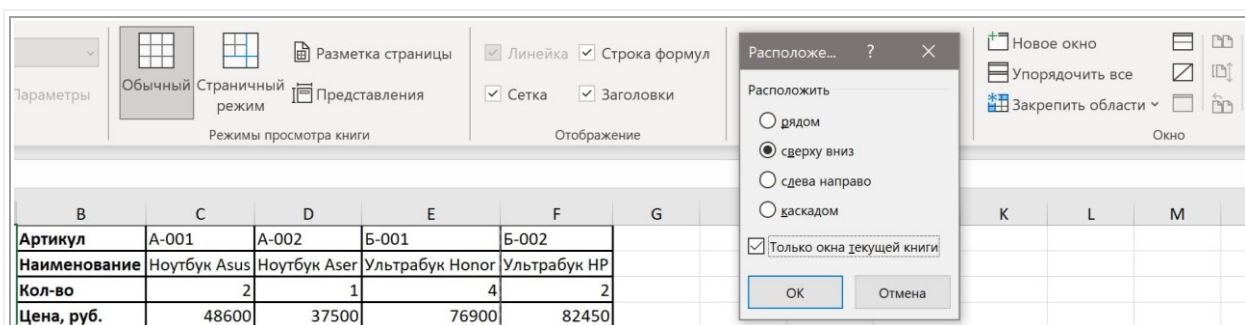 Параметры
Обычный
Страничный режим
Разметка страницы
Представления
Режимы просмотра книги
Линейка
Строка формул
Сетка
Заголовки
Отображение
Расположе... ?
Расположить
рядом
сверху вниз
слева направо
каскадом
Только окна текущей книги
ОК
Отмена
Новое окно
Упорядочить все
Закрепить области
Окно
B C D E F G K L M
Артикул А-001 А-002 Б-001 Б-002
Наименование Ноутбук Asus Ноутбук Aser Ультрабук Honor Ультрабук HP
Кол-во 2 1 4 2
Цена, руб. 48600 37500 76900 82450